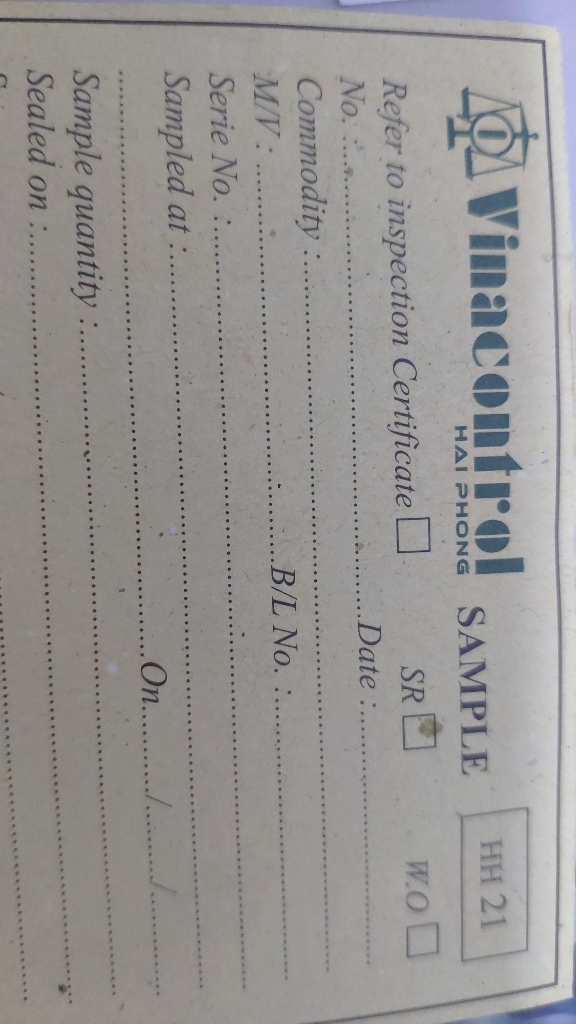 Vinacontrol SAMPLE HH 21
HAI PHONG
Refer to inspection Certificate SR W.O
No. : Date :
Commodity :
M/V : B/L No. :
Serie No. :
Sampled at :
On / /
Sample quantity :
Sealed on :